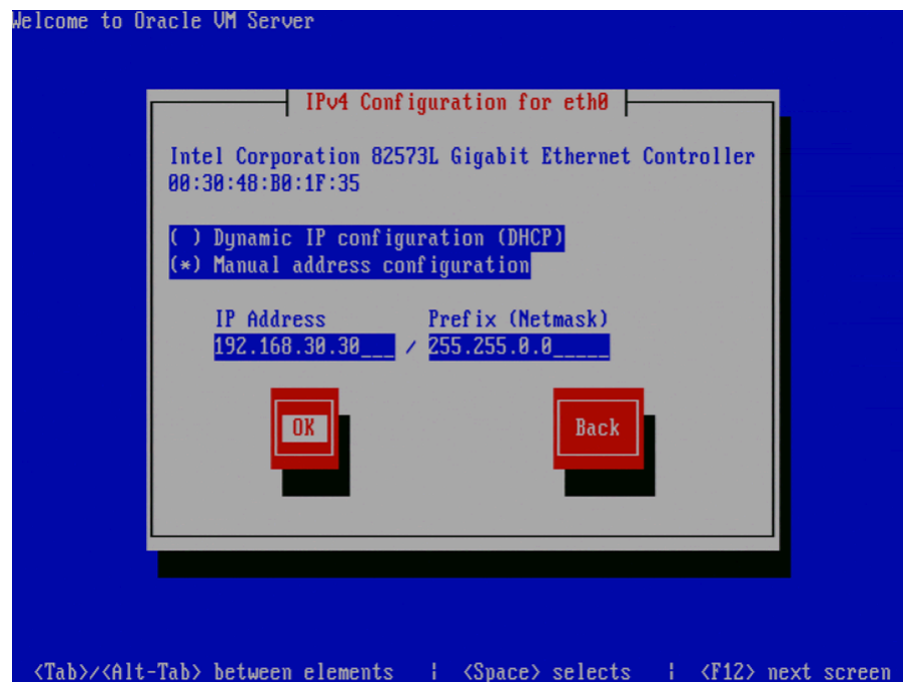 Welcome to Oracle VM Server
IPv4 Configuration for eth0
Intel Corporation 82573L Gigabit Ethernet Controller
00:30:48:B0:1F:35
( ) Dynamic IP configuration (DHCP)
(*) Manual address configuration
IP Address Prefix (Netmask)
192.168.30.30___ / 255.255.0.0_____
OK Back
<Tab>/<Alt-Tab> between elements | <Space> selects | <F12> next screen